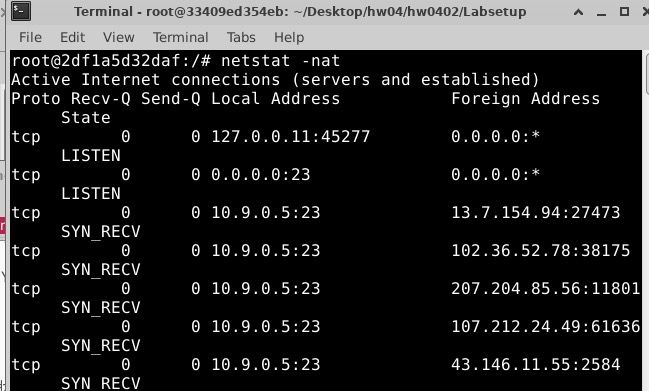 Terminal - root@33409ed354eb: ~/Desktop/hw04/hw0402/Labsetup
File Edit View Terminal Tabs Help
root@2df1a5d32daf:/# netstat -nat
Active Internet connections (servers and established)
Proto Recv-Q Send-Q Local Address Foreign Address
State
tcp 0 0 127.0.0.11:45277 0.0.0.0:*
LISTEN
tcp 0 0 0.0.0.0:23 0.0.0.0:*
LISTEN
tcp 0 0 10.9.0.5:23 13.7.154.94:27473
SYN_RECV
tcp 0 0 10.9.0.5:23 102.36.52.78:38175
SYN_RECV
tcp 0 0 10.9.0.5:23 207.204.85.56:11801
SYN_RECV
tcp 0 0 10.9.0.5:23 107.212.24.49:61636
SYN_RECV
tcp 0 0 10.9.0.5:23 43.146.11.55:2584
SYN_RECV